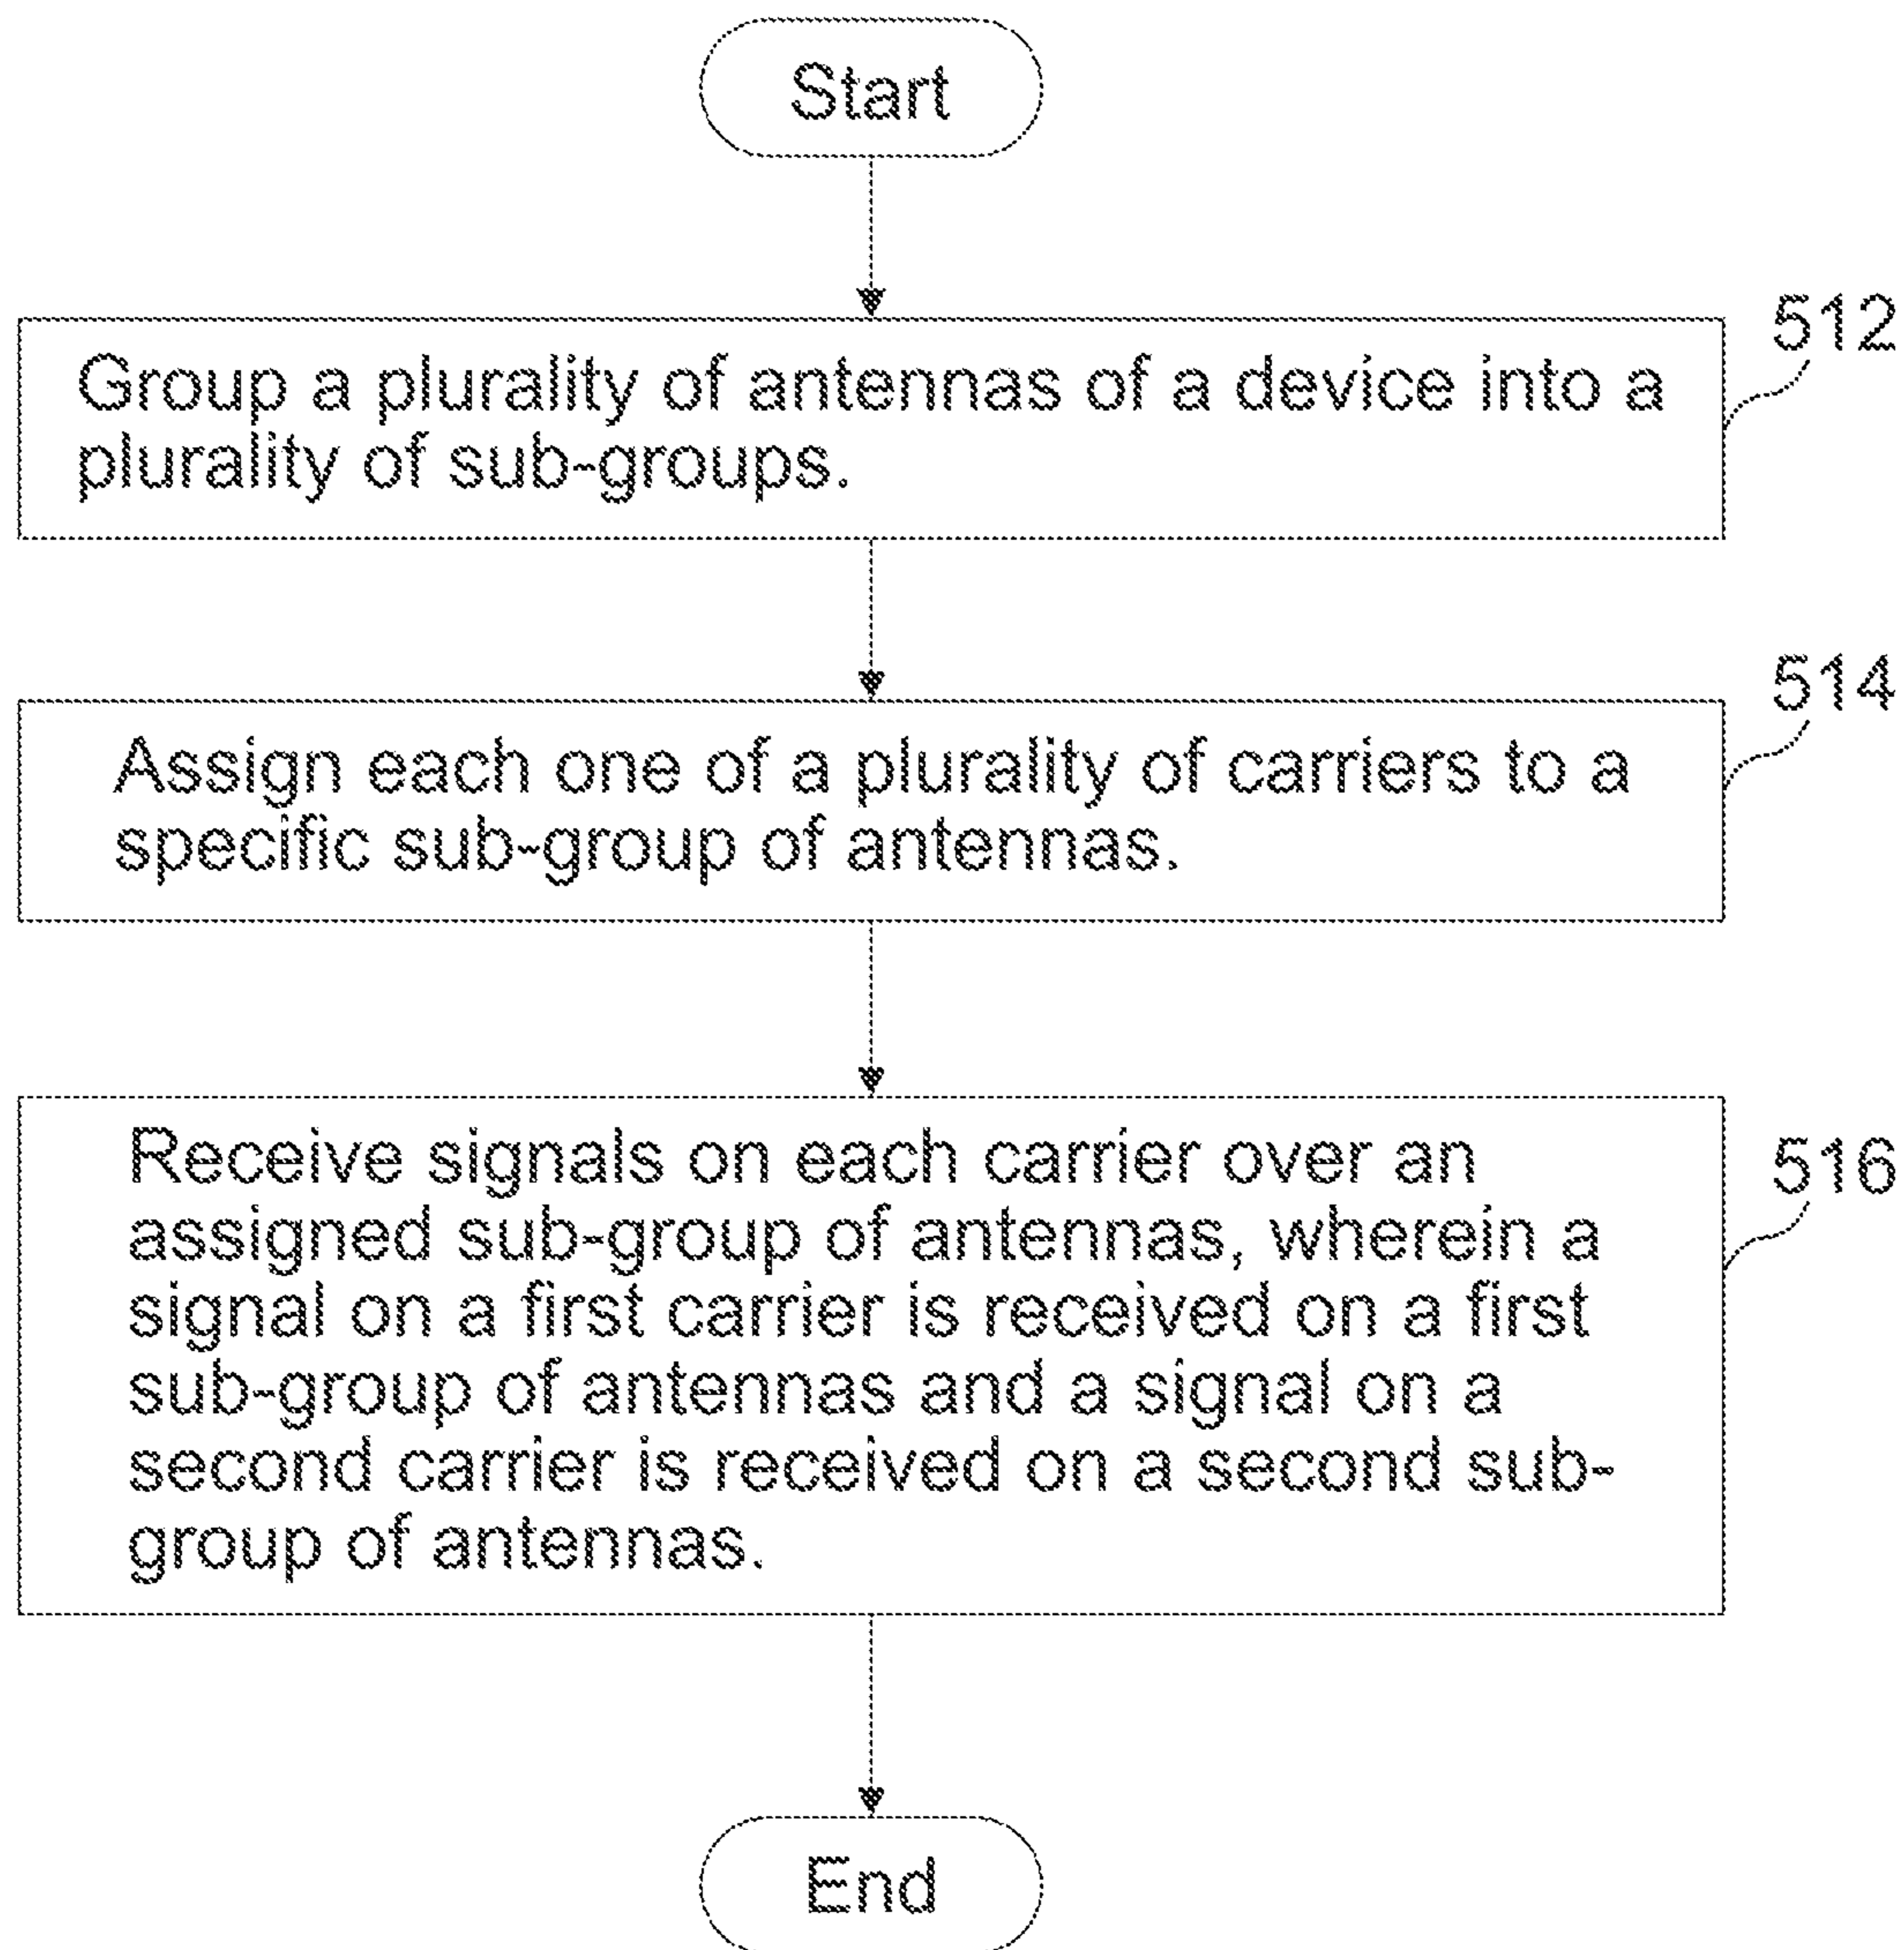 Start
512
Group a plurality of antennas of a device into a
plurality of sub-groups.
514
Assign each one of a plurality of carriers to a
specific sub-group of antennas.
516
Receive signals on each carrier over an
assigned sub-group of antennas, wherein a
signal on a first carrier is received on a first
sub-group of antennas and a signal on a
second carrier is received on a second sub-
group of antennas.
End